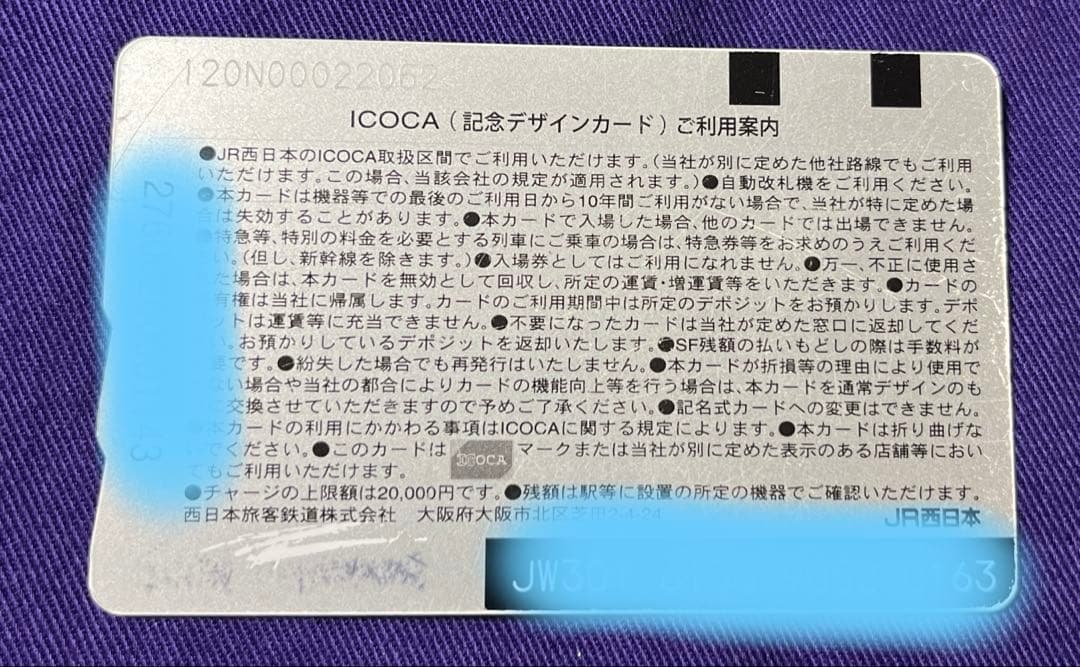 120N00022062
ICOCA(記念デザインカード)ご利用案内
●JR西日本のICOCA取扱区間でご利用いただけます。(当社が別に定めた他社路線でもご利用
いただけます。この場合、当該会社の規定が適用されます。)●自動改札機をご利用ください。
●本カードは機器等での最後のご利用日から10年間ご利用がない場合で、当社が特に定めた場
合は失効することがあります。●本カードで入場した場合、他のカードでは出場できません。
●特急等、特別の料金を必要とする列車にご乗車の場合は、特急券等をお求めのうえご利用くだ
い。(但し、新幹線を除きます。)●入場券としてはご利用になれません。●万一、不正に使用さ
た場合は、本カードを無効として回収し、所定の運賃・増運賃等をいただきます。●カードの
有権は当社に帰属します。カードのご利用期間中は所定のデポジットをお預かりします。デポ
ットは運賃等に充当できません。●不要になったカードは当社が定めた窓口に返却してくだ
。お預かりしているデポジットを返却いたします。●SF残額の払いもどしの際は手数料が
要です。●紛失した場合でも再発行はいたしません。●本カードが折損等の理由により使用で
ない場合や当社の都合によりカードの機能向上等を行う場合は、本カードを通常デザインのも
に交換させていただきますので予めご了承ください。●記名式カードへの変更はできません。
●本カードの利用にかかわる事項はICOCAに関する規定によります。●本カードは折り曲げな
でください。●このカードは ICOCA マークまたは当社が別に定めた表示のある店舗等におい
てもご利用いただけます。
●チャージの上限額は20,000円です。●残額は駅等に設置の所定の機器でご確認いただけます。
西日本旅客鉄道株式会社 大阪府大阪市北区芝田2-4-24
JR西日本
JW30 63
27
43